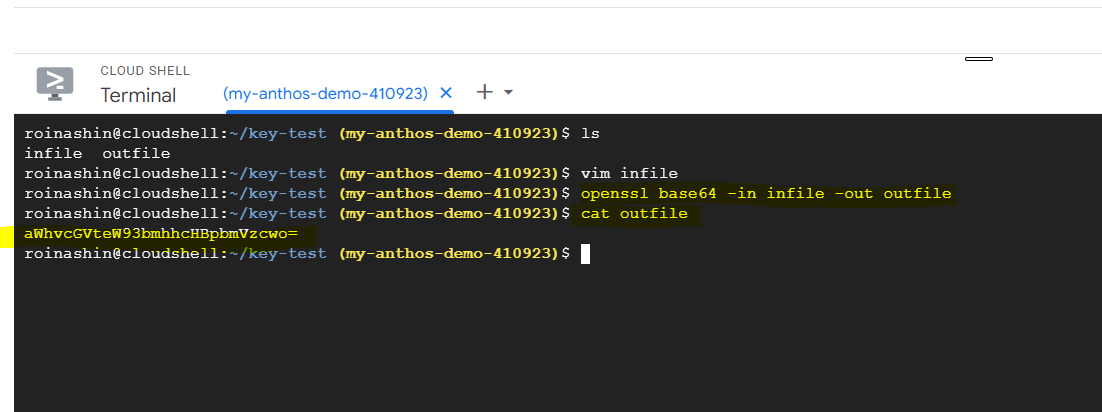 CLOUD SHELL
Terminal (my-anthos-demo-410923) × + ▾
roinashin@cloudshell:~/key-test (my-anthos-demo-410923)$ ls
infile  outfile
roinashin@cloudshell:~/key-test (my-anthos-demo-410923)$ vim infile
roinashin@cloudshell:~/key-test (my-anthos-demo-410923)$ openssl base64 -in infile -out outfile
roinashin@cloudshell:~/key-test (my-anthos-demo-410923)$ cat outfile
aWhvcGVteW93bmhhcHBpbmVzcwo=
roinashin@cloudshell:~/key-test (my-anthos-demo-410923)$